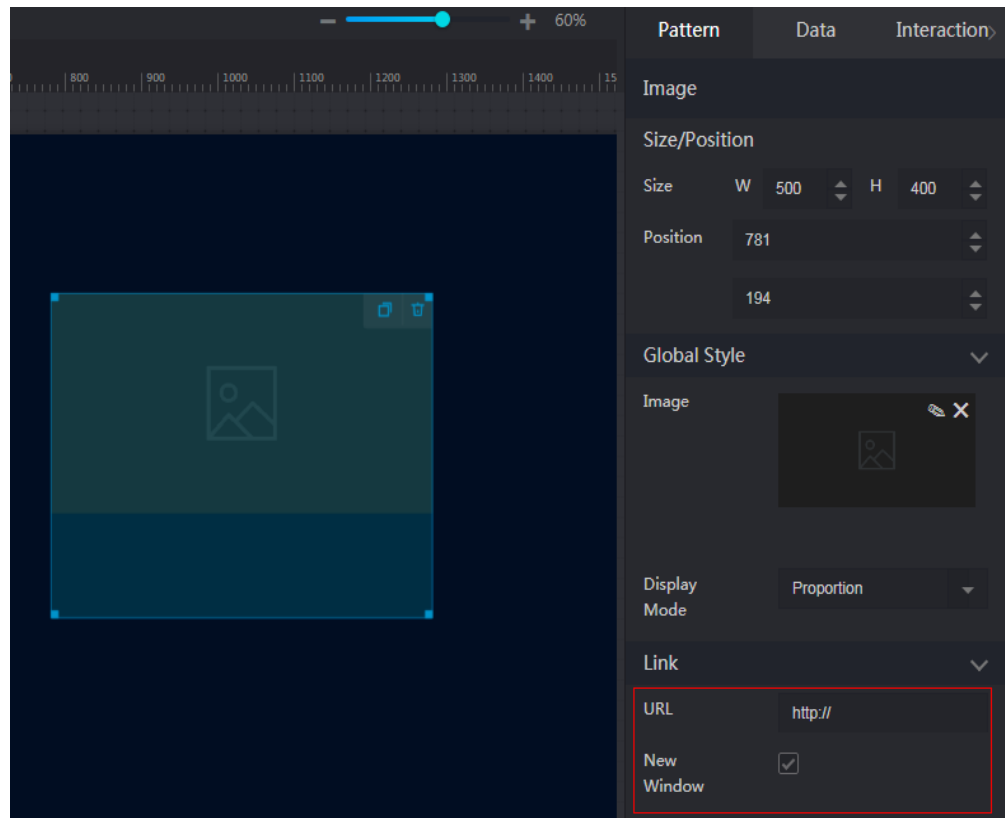 60%
Pattern Data Interaction
800 900 1000 1100 1200 1300 1400 15
Image
Size/Position
Size W 500 H 400
Position 781
194
Global Style
Image
Display
Mode
Proportion
Link
URL http://
New
Window